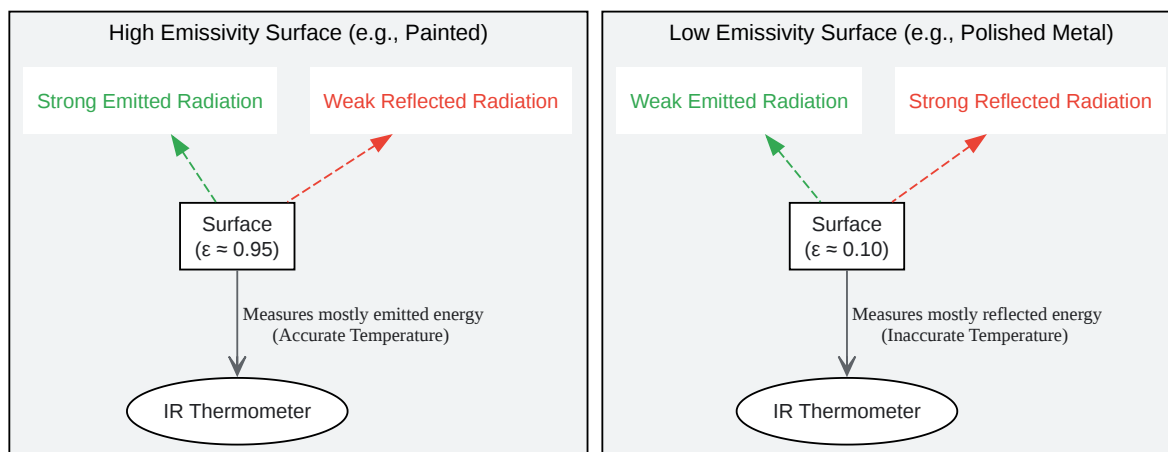 High Emissivity Surface (e.g., Painted)
Strong Emitted Radiation
Weak Reflected Radiation
Surface
(ε ≈ 0.95)
Measures mostly emitted energy
(Accurate Temperature)
IR Thermometer
Low Emissivity Surface (e.g., Polished Metal)
Weak Emitted Radiation
Strong Reflected Radiation
Surface
(ε ≈ 0.10)
Measures mostly reflected energy
(Inaccurate Temperature)
IR Thermometer